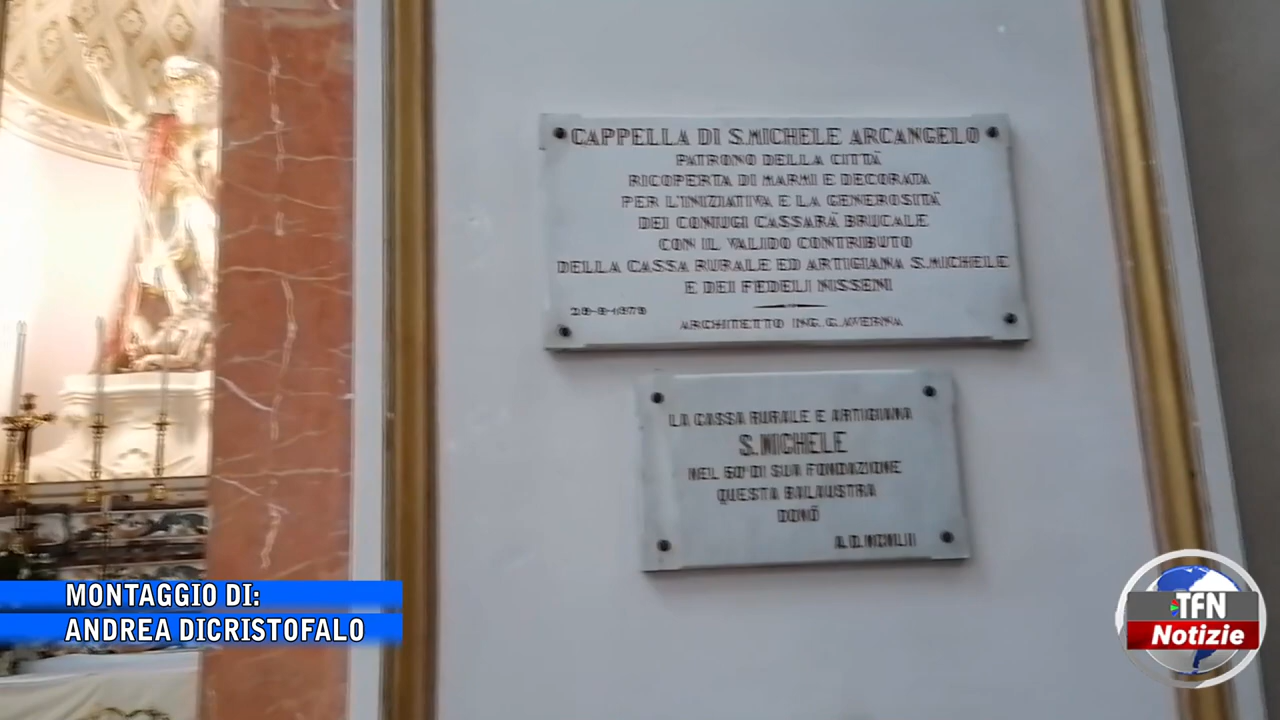 CAPPELLA DI S.MICHELE ARCANGELO
PATRONO DELLA CITTÀ
RICOPERTA DI MARMI E DECORATA
PER L'INIZIATIVA E LA GENEROSITÀ
DEI CONIUGI CASSARÀ BRUCALE
CON IL VALIDO CONTRIBUTO
DELLA CASSA RURALE ED ARTIGIANA S.MICHELE
E DEI FEDELI NISSENI
ARCHITETTO ING. G. AVERNA
LA CASSA RURALE E ARTIGIANA
S. MICHELE
NEL 50° DI SUA FONDAZIONE
QUESTA BALAUSTRA
DONÒ
A.D. MCMLII
MONTAGGIO DI:
ANDREA DICRISTOFALO
TFN
Notizie